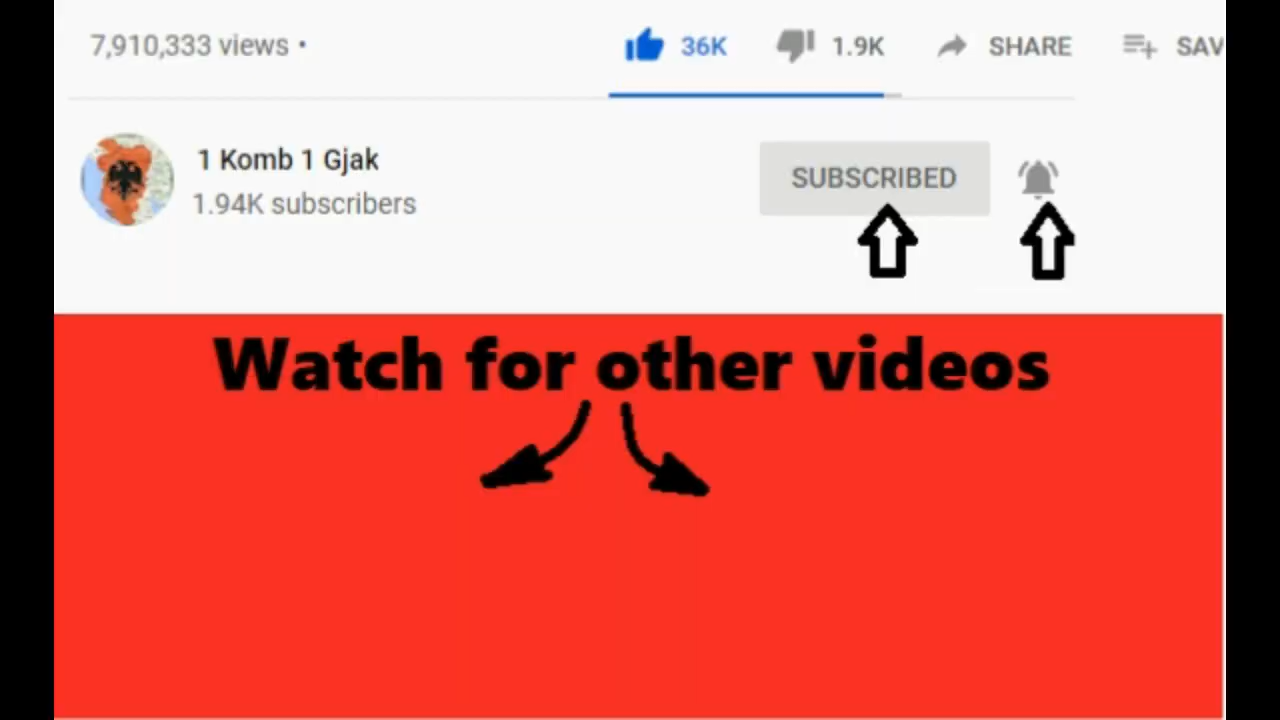 7,910,333 views •
36K
1.9K
SHARE
SAV
1 Komb 1 Gjak
1.94K subscribers
SUBSCRIBED
Watch for other videos